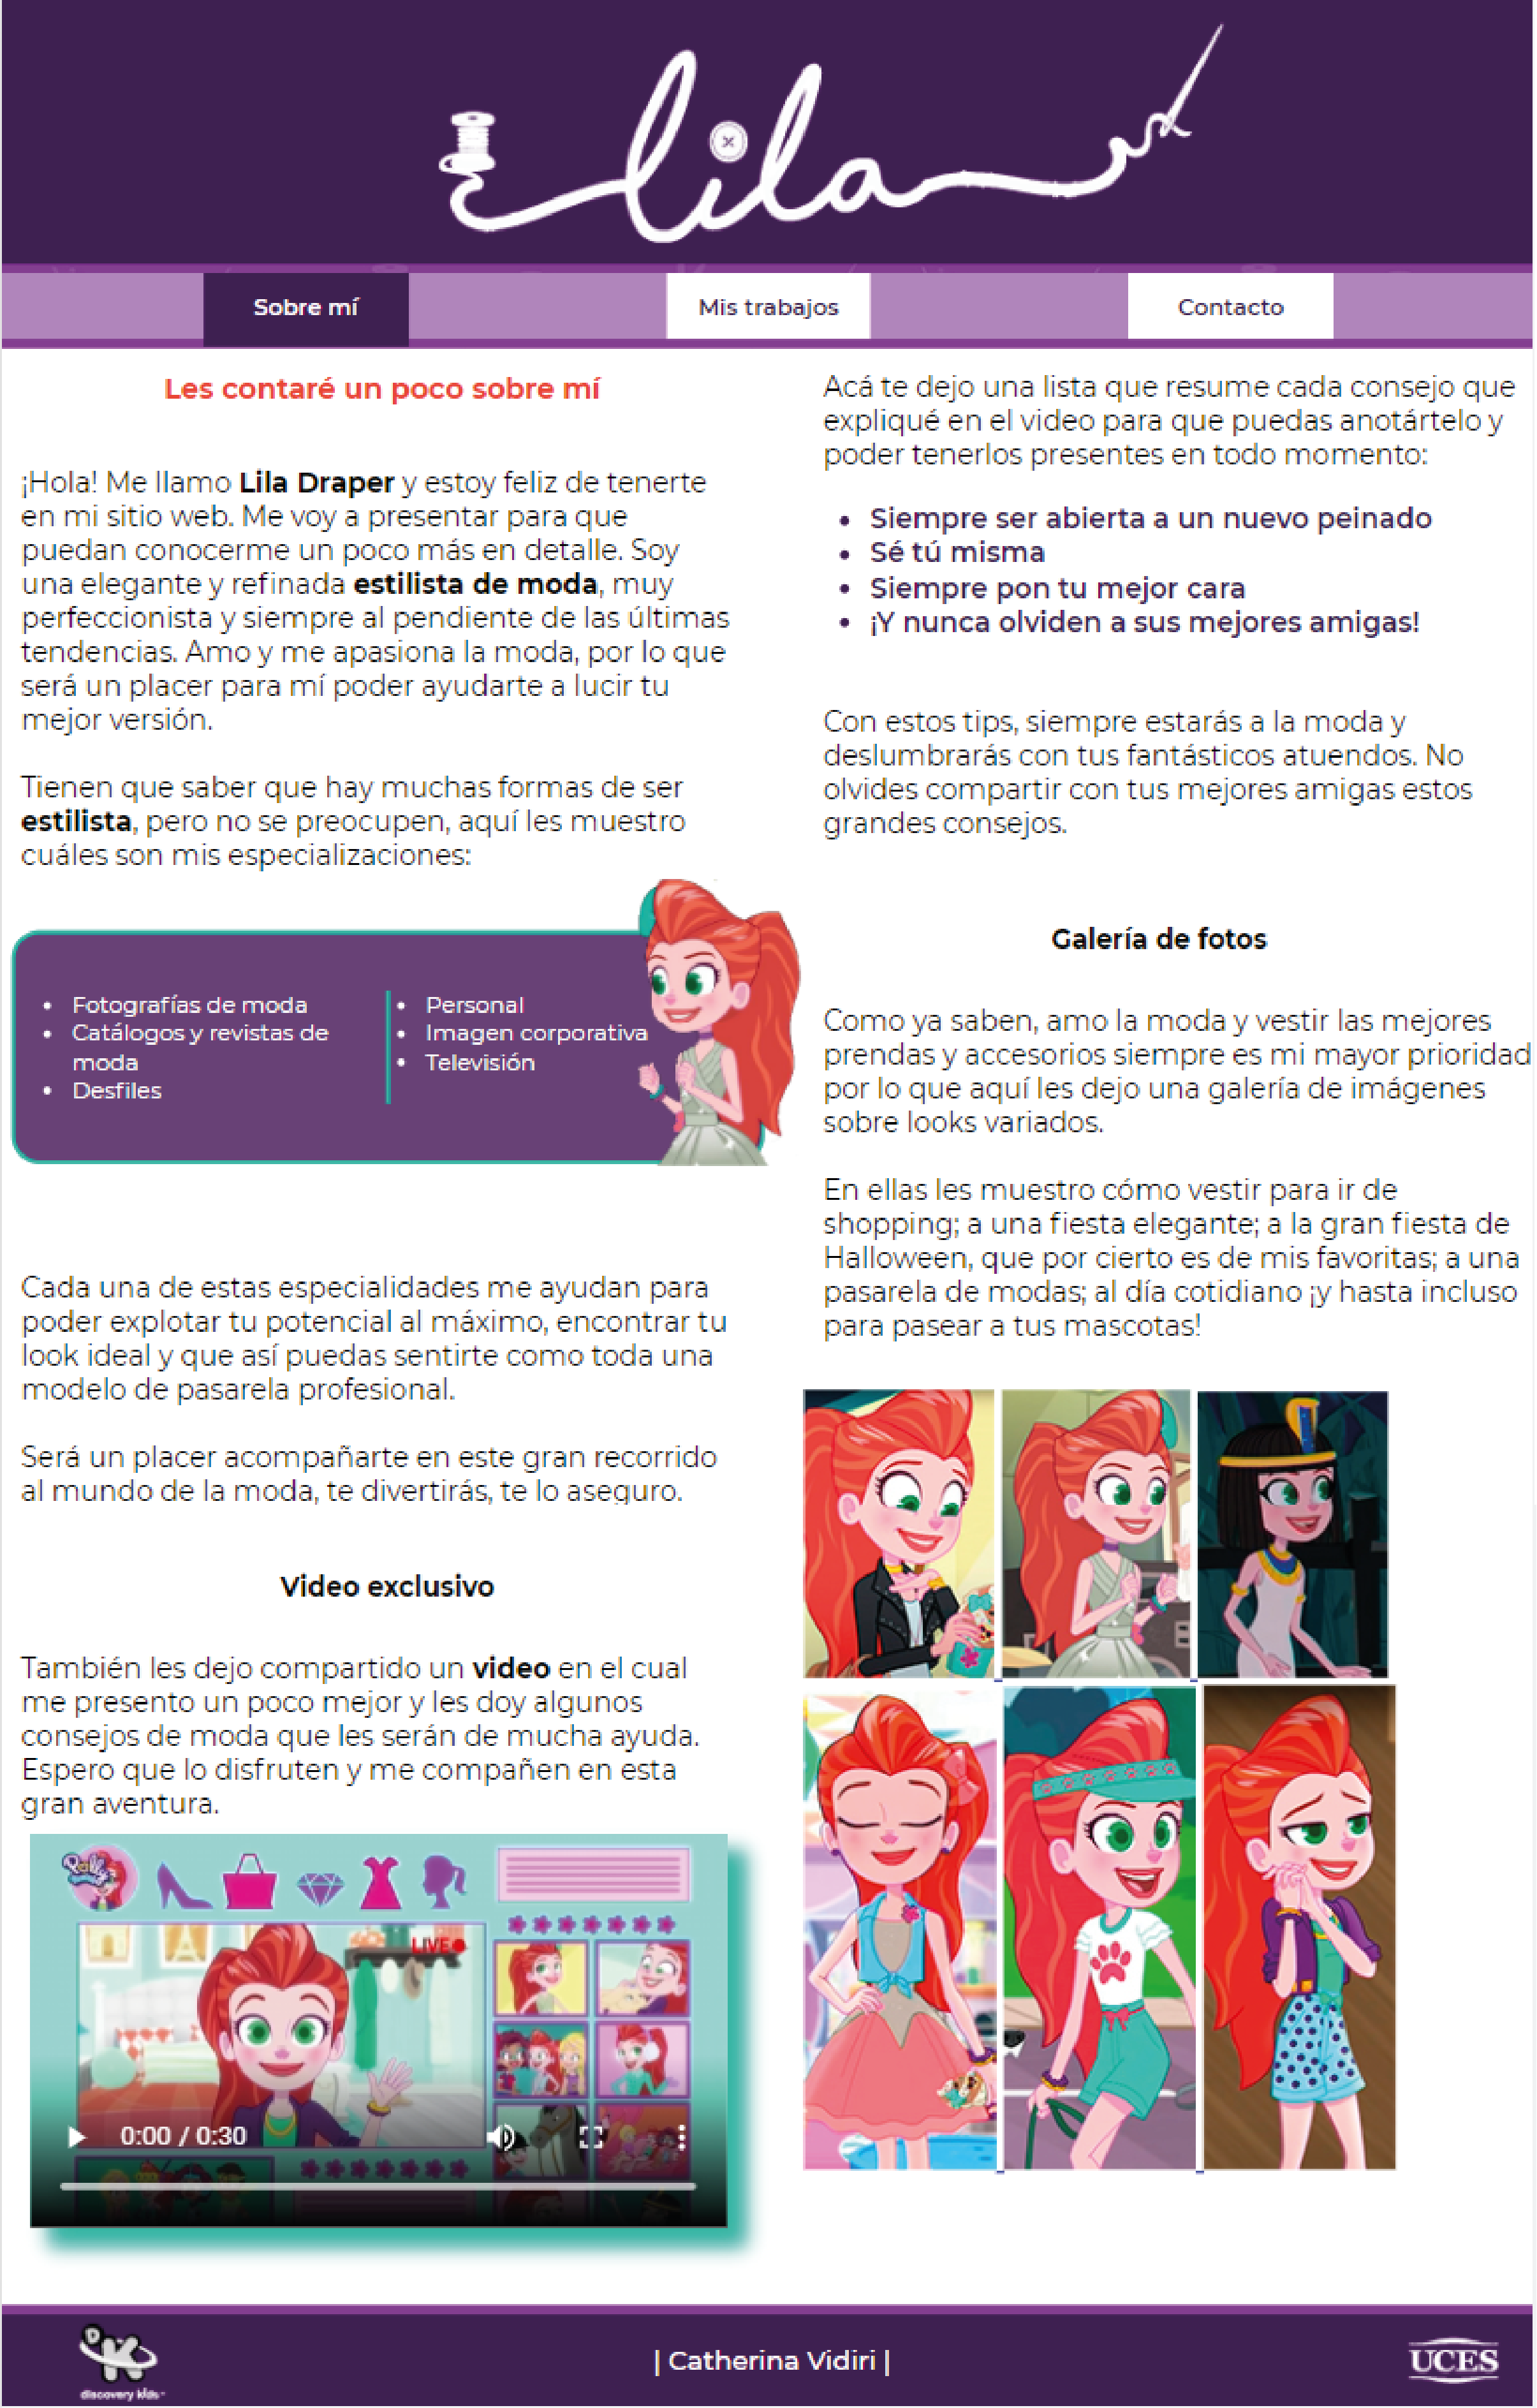 lila
Sobre mí
Mis trabajos
Contacto
Les contaré un poco sobre mí
¡Hola! Me llamo Lila Draper y estoy feliz de tenerte
en mi sitio web. Me voy a presentar para que
puedan conocerme un poco más en detalle. Soy
una elegante y refinada estilista de moda, muy
perfeccionista y siempre al pendiente de las últimas
tendencias. Amo y me apasiona la moda, por lo que
será un placer para mí poder ayudarte a lucir tu
mejor versión.
Tienen que saber que hay muchas formas de ser
estilista, pero no se preocupen, aquí les muestro
cuáles son mis especializaciones:
• Fotografías de moda
• Catálogos y revistas de
moda
• Desfiles
• Personal
• Imagen corporativa
• Televisión
Cada una de estas especialidades me ayudan para
poder explotar tu potencial al máximo, encontrar tu
look ideal y que así puedas sentirte como toda una
modelo de pasarela profesional.
Será un placer acompañarte en este gran recorrido
al mundo de la moda, te divertirás, te lo aseguro.
Video exclusivo
También les dejo compartido un video en el cual
me presento un poco mejor y les doy algunos
consejos de moda que les serán de mucha ayuda.
Espero que lo disfruten y me compañen en esta
gran aventura.
Polly
LIVE
0:00 / 0:30
Acá te dejo una lista que resume cada consejo que
expliqué en el video para que puedas anotártelo y
poder tenerlos presentes en todo momento:
• Siempre ser abierta a un nuevo peinado
• Sé tú misma
• Siempre pon tu mejor cara
• ¡Y nunca olviden a sus mejores amigas!
Con estos tips, siempre estarás a la moda y
deslumbrarás con tus fantásticos atuendos. No
olvides compartir con tus mejores amigas estos
grandes consejos.
Galería de fotos
Como ya saben, amo la moda y vestir las mejores
prendas y accesorios siempre es mi mayor prioridad
por lo que aquí les dejo una galería de imágenes
sobre looks variados.
En ellas les muestro cómo vestir para ir de
shopping; a una fiesta elegante; a la gran fiesta de
Halloween, que por cierto es de mis favoritas; a una
pasarela de modas; al día cotidiano ¡y hasta incluso
para pasear a tus mascotas!
DK
discovery kids
| Catherina Vidiri |
UCES